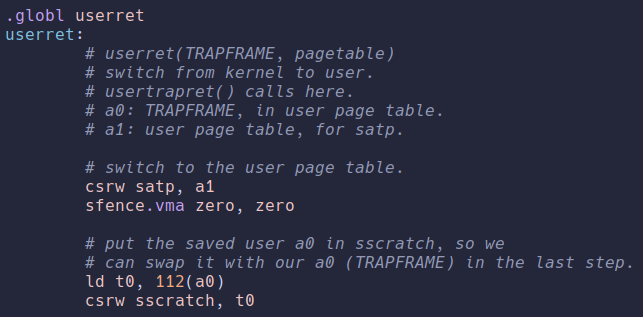 .globl userret
userret:
# userret(TRAPFRAME, pagetable)
# switch from kernel to user.
# usertrapret() calls here.
# a0: TRAPFRAME, in user page table.
# a1: user page table, for satp.
# switch to the user page table.
csrw satp, a1
sfence.vma zero, zero
# put the saved user a0 in sscratch, so we
# can swap it with our a0 (TRAPFRAME) in the last step.
ld t0, 112(a0)
csrw sscratch, t0